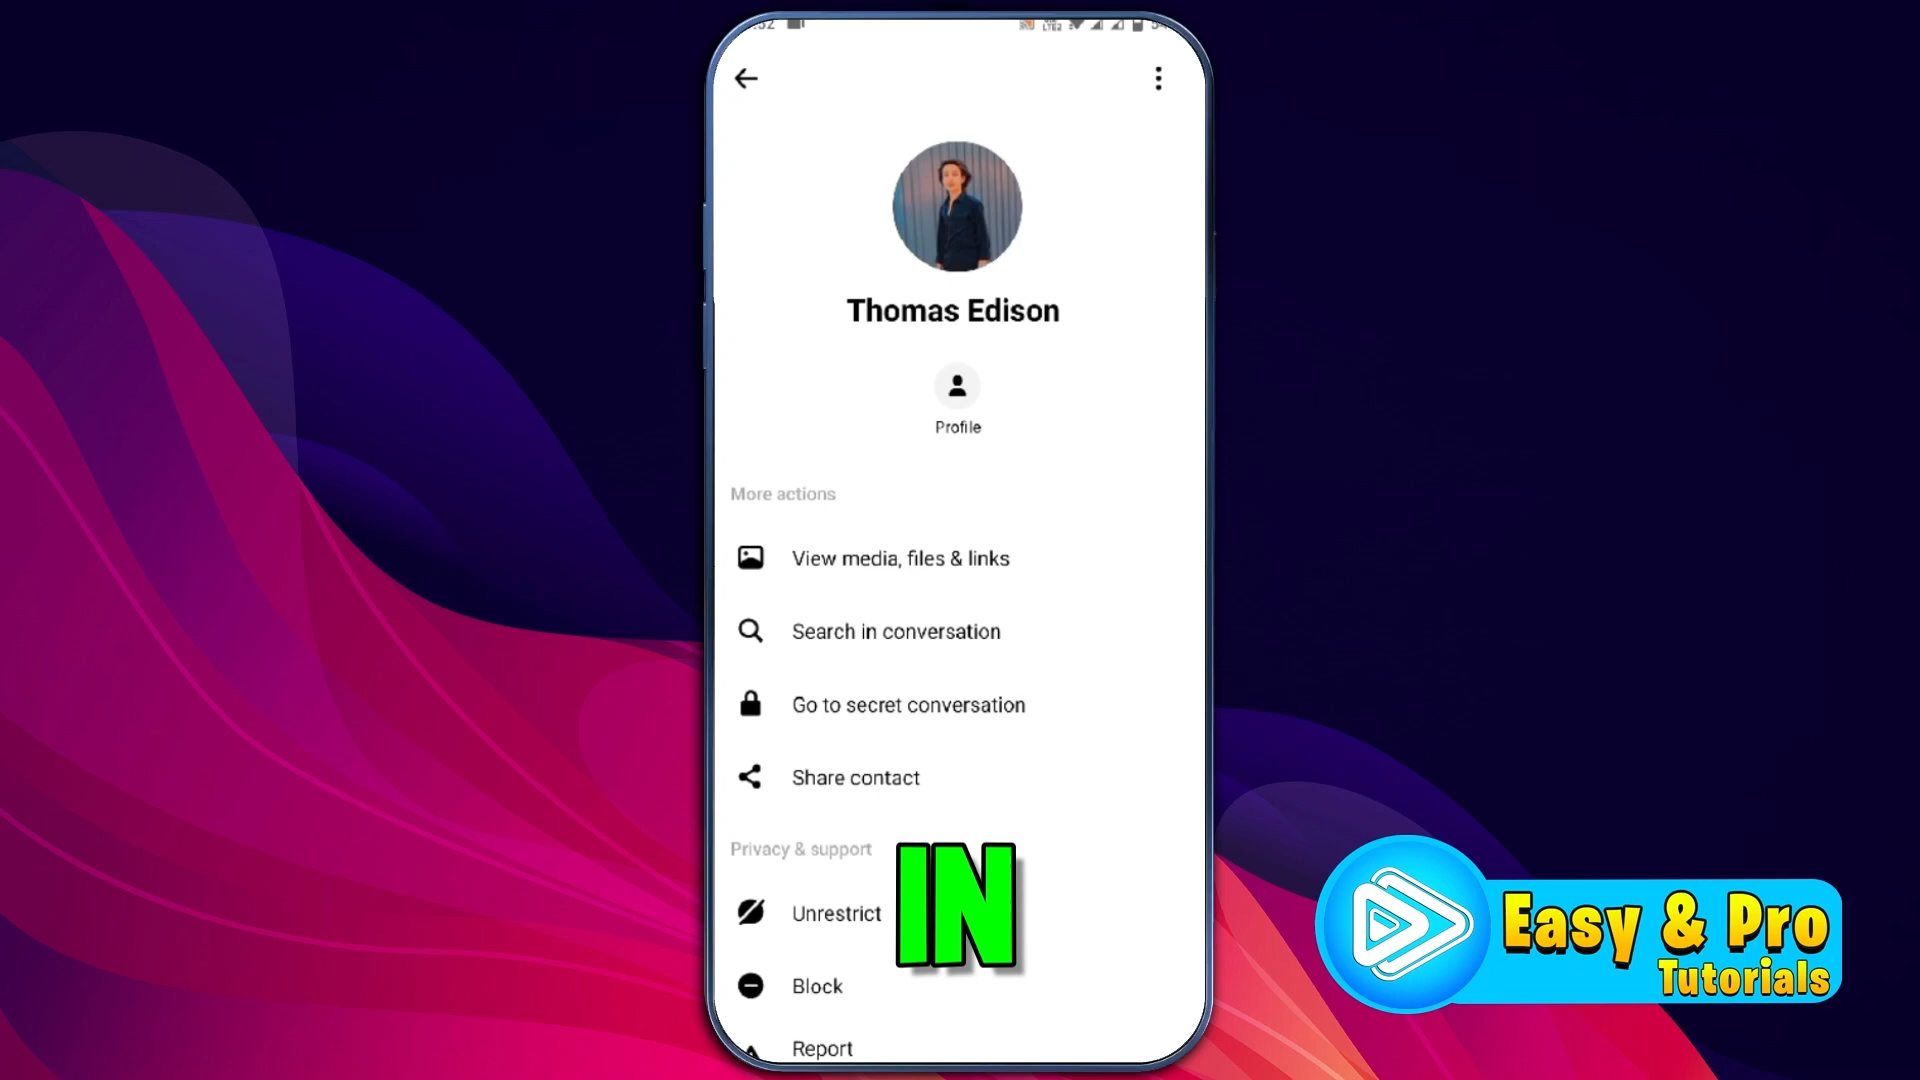 Thomas Edison
Profile
More actions
View media, files & links
Search in conversation
Go to secret conversation
Share contact
Privacy & support
Unrestrict
IN
Block
Report
Easy & Pro
Tutorials